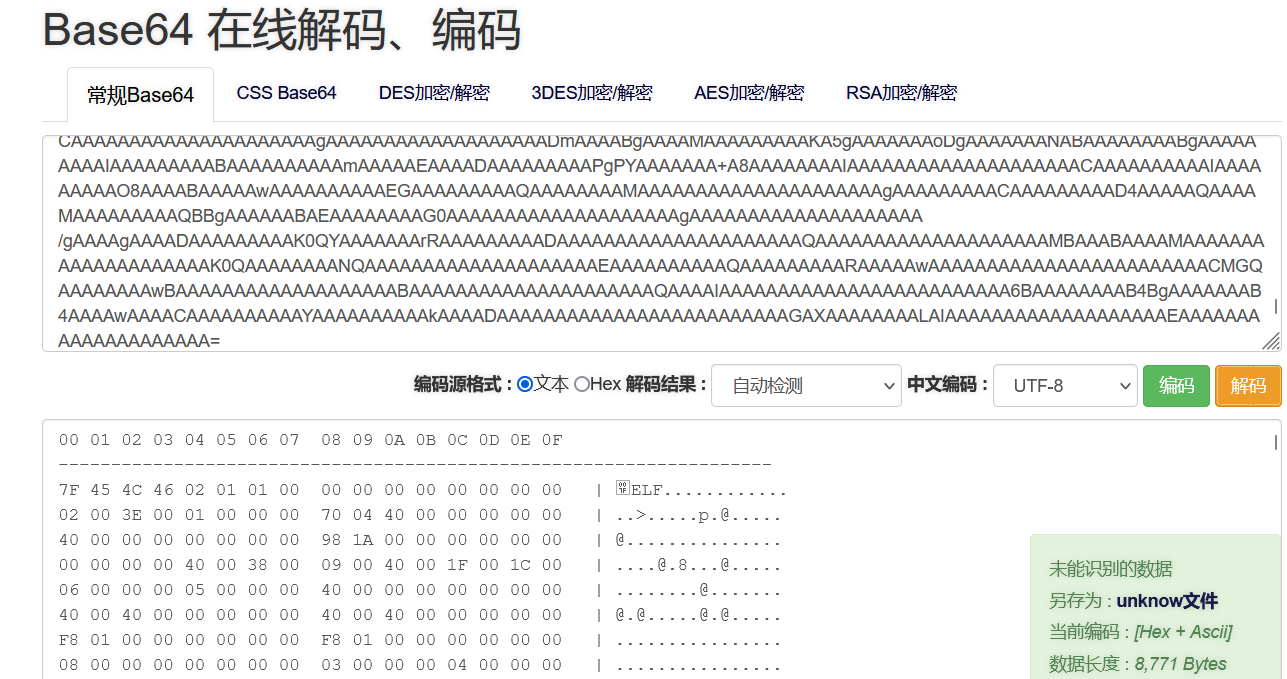 Base64 在线解码、编码
常规Base64 CSS Base64 DES加密/解密 3DES加密/解密 AES加密/解密 RSA加密/解密
CAAAAAAAAAAAAAAAAAAAAAgAAAAAAAAAAAAAAAAAAADmAAAABgAAAAMAAAAAAAAAKA5gAAAAAAAoDgAAAAAAANABAAAAAAAABgAAAAA
AAAAIAAAAAAAAABAAAAAAAAAAmAAAAAEAAAADAAAAAAAAAPgPYAAAAAAA+A8AAAAAAAAIAAAAAAAAAAAAAAAAAAAACAAAAAAAAAAIAAAA
AAAAAO8AAAABAAAAAwAAAAAAAAAAEGAAAAAAAAAQAAAAAAAAMAAAAAAAAAAAAAAAAAAAAAgAAAAAAAAACAAAAAAAAAD4AAAAAQAAAA
MAAAAAAAAAQBBgAAAAAABAEAAAAAAAAG0AAAAAAAAAAAAAAAAAAAAgAAAAAAAAAAAAAAAAAAAA
/gAAAAgAAAADAAAAAAAAAK0QYAAAAAAArRAAAAAAAAADAAAAAAAAAAAAAAAAAAAAAQAAAAAAAAAAAAAAAAAAAAMBAAABAAAAMAAAAAAA
AAAAAAAAAAAAAK0QAAAAAAAANQAAAAAAAAAAAAAAAAAAAAEAAAAAAAAAAQAAAAAAAAARAAAAAwAAAAAAAAAAAAAAAAAAAAAAAACMGQ
AAAAAAAAwBAAAAAAAAAAAAAAAAAAABAAAAAAAAAAAAAAAAAAAAAQAAAAIAAAAAAAAAAAAAAAAAAAAAAAAA6BAAAAAAAAB4BgAAAAAAAB
4AAAAwAAAACAAAAAAAAAAYAAAAAAAAAAkAAAADAAAAAAAAAAAAAAAAAAAAAAAAAGAXAAAAAAAALAIAAAAAAAAAAAAAAAAAAAEAAAAAAA
AAAAAAAAAAAAA=
编码源格式 : 文本 Hex 解码结果 : 自动检测 中文编码 : UTF-8 编码 解码
00 01 02 03 04 05 06 07 08 09 0A 0B 0C 0D 0E 0F
--------------------------------------------------------------------
7F 45 4C 46 02 01 01 00 00 00 00 00 00 00 00 00 | ELF............
02 00 3E 00 01 00 00 00 70 04 40 00 00 00 00 00 | ..>.....p.@.....
40 00 00 00 00 00 00 00 98 1A 00 00 00 00 00 00 | @...............
00 00 00 00 40 00 38 00 09 00 40 00 1F 00 1C 00 | ....@.8...@.....
06 00 00 00 05 00 00 00 40 00 00 00 00 00 00 00 | ........@.......
40 00 40 00 00 00 00 00 40 00 40 00 00 00 00 00 | @.@.....@.@.....
F8 01 00 00 00 00 00 00 F8 01 00 00 00 00 00 00 | ................
08 00 00 00 00 00 00 00 03 00 00 00 04 00 00 00 | ................
未能识别的数据
另存为 : unknow文件
当前编码 : [Hex + Ascii]
数据长度 : 8,771 Bytes